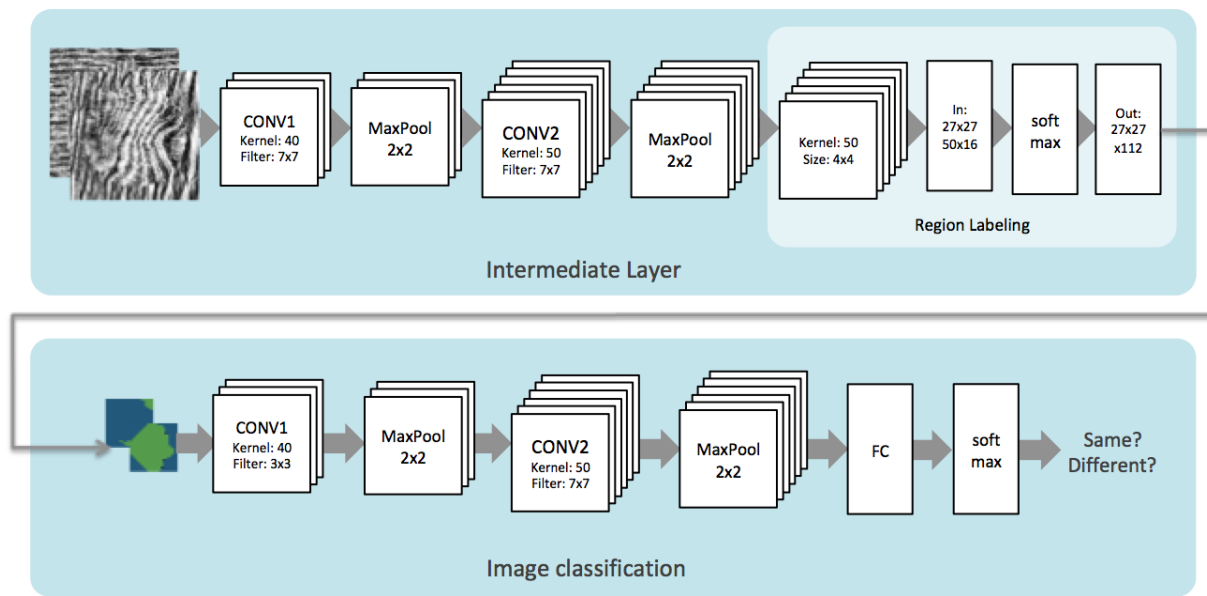 CONV1
Kernel: 40
Filter: 7x7
MaxPool
2x2
CONV2
Kernel: 50
Filter: 7x7
MaxPool
2x2
Kernel: 50
Size: 4x4
In:
27x27
50x16
soft
max
Out:
27x27
x112
Region Labeling
Intermediate Layer
CONV1
Kernel: 40
Filter: 3x3
MaxPool
2x2
CONV2
Kernel: 50
Filter: 7x7
MaxPool
2x2
FC
soft
max
Same?
Different?
Image classification